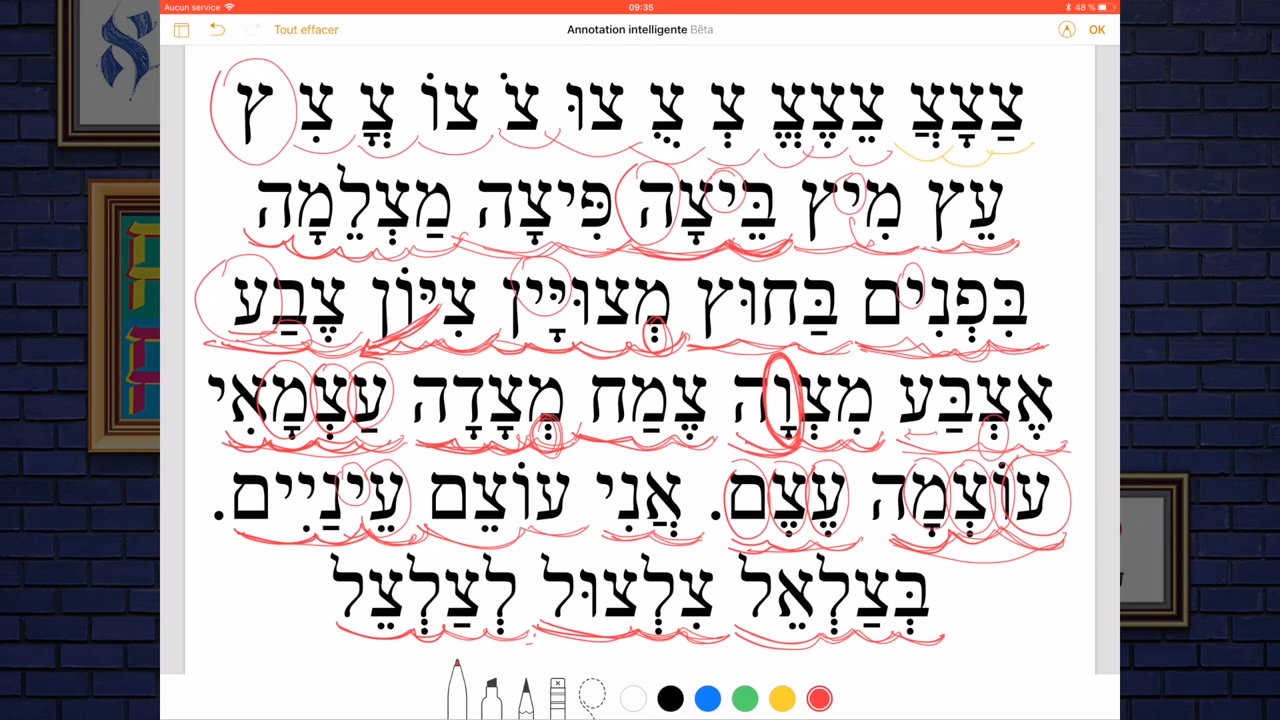 Aucun service 09:35 48 %
Tout effacer Annotation intelligente Bêta OK
צַצָצֲ צֵצֶצֱ צְ צֻ צוּ צֹ צוֹ צֳ צִ ץ
עֵץ מִיץ בֵּיצָה פִּיצָה מַצְלֵמָה
בִּפְנִים בַּחוּץ מְצוּיָּין צִיּוֹן צֶבַע
אֶצְבַּע מִצְוָה צֶמַח מְצָדָה עַצְמָאִי
עוֹצְמָה עֶצֶם. אֲנִי עוֹצֵם עֵינַיִים.
בְּצַלְאֵל צִלְצוּל לְצַלְצֵל